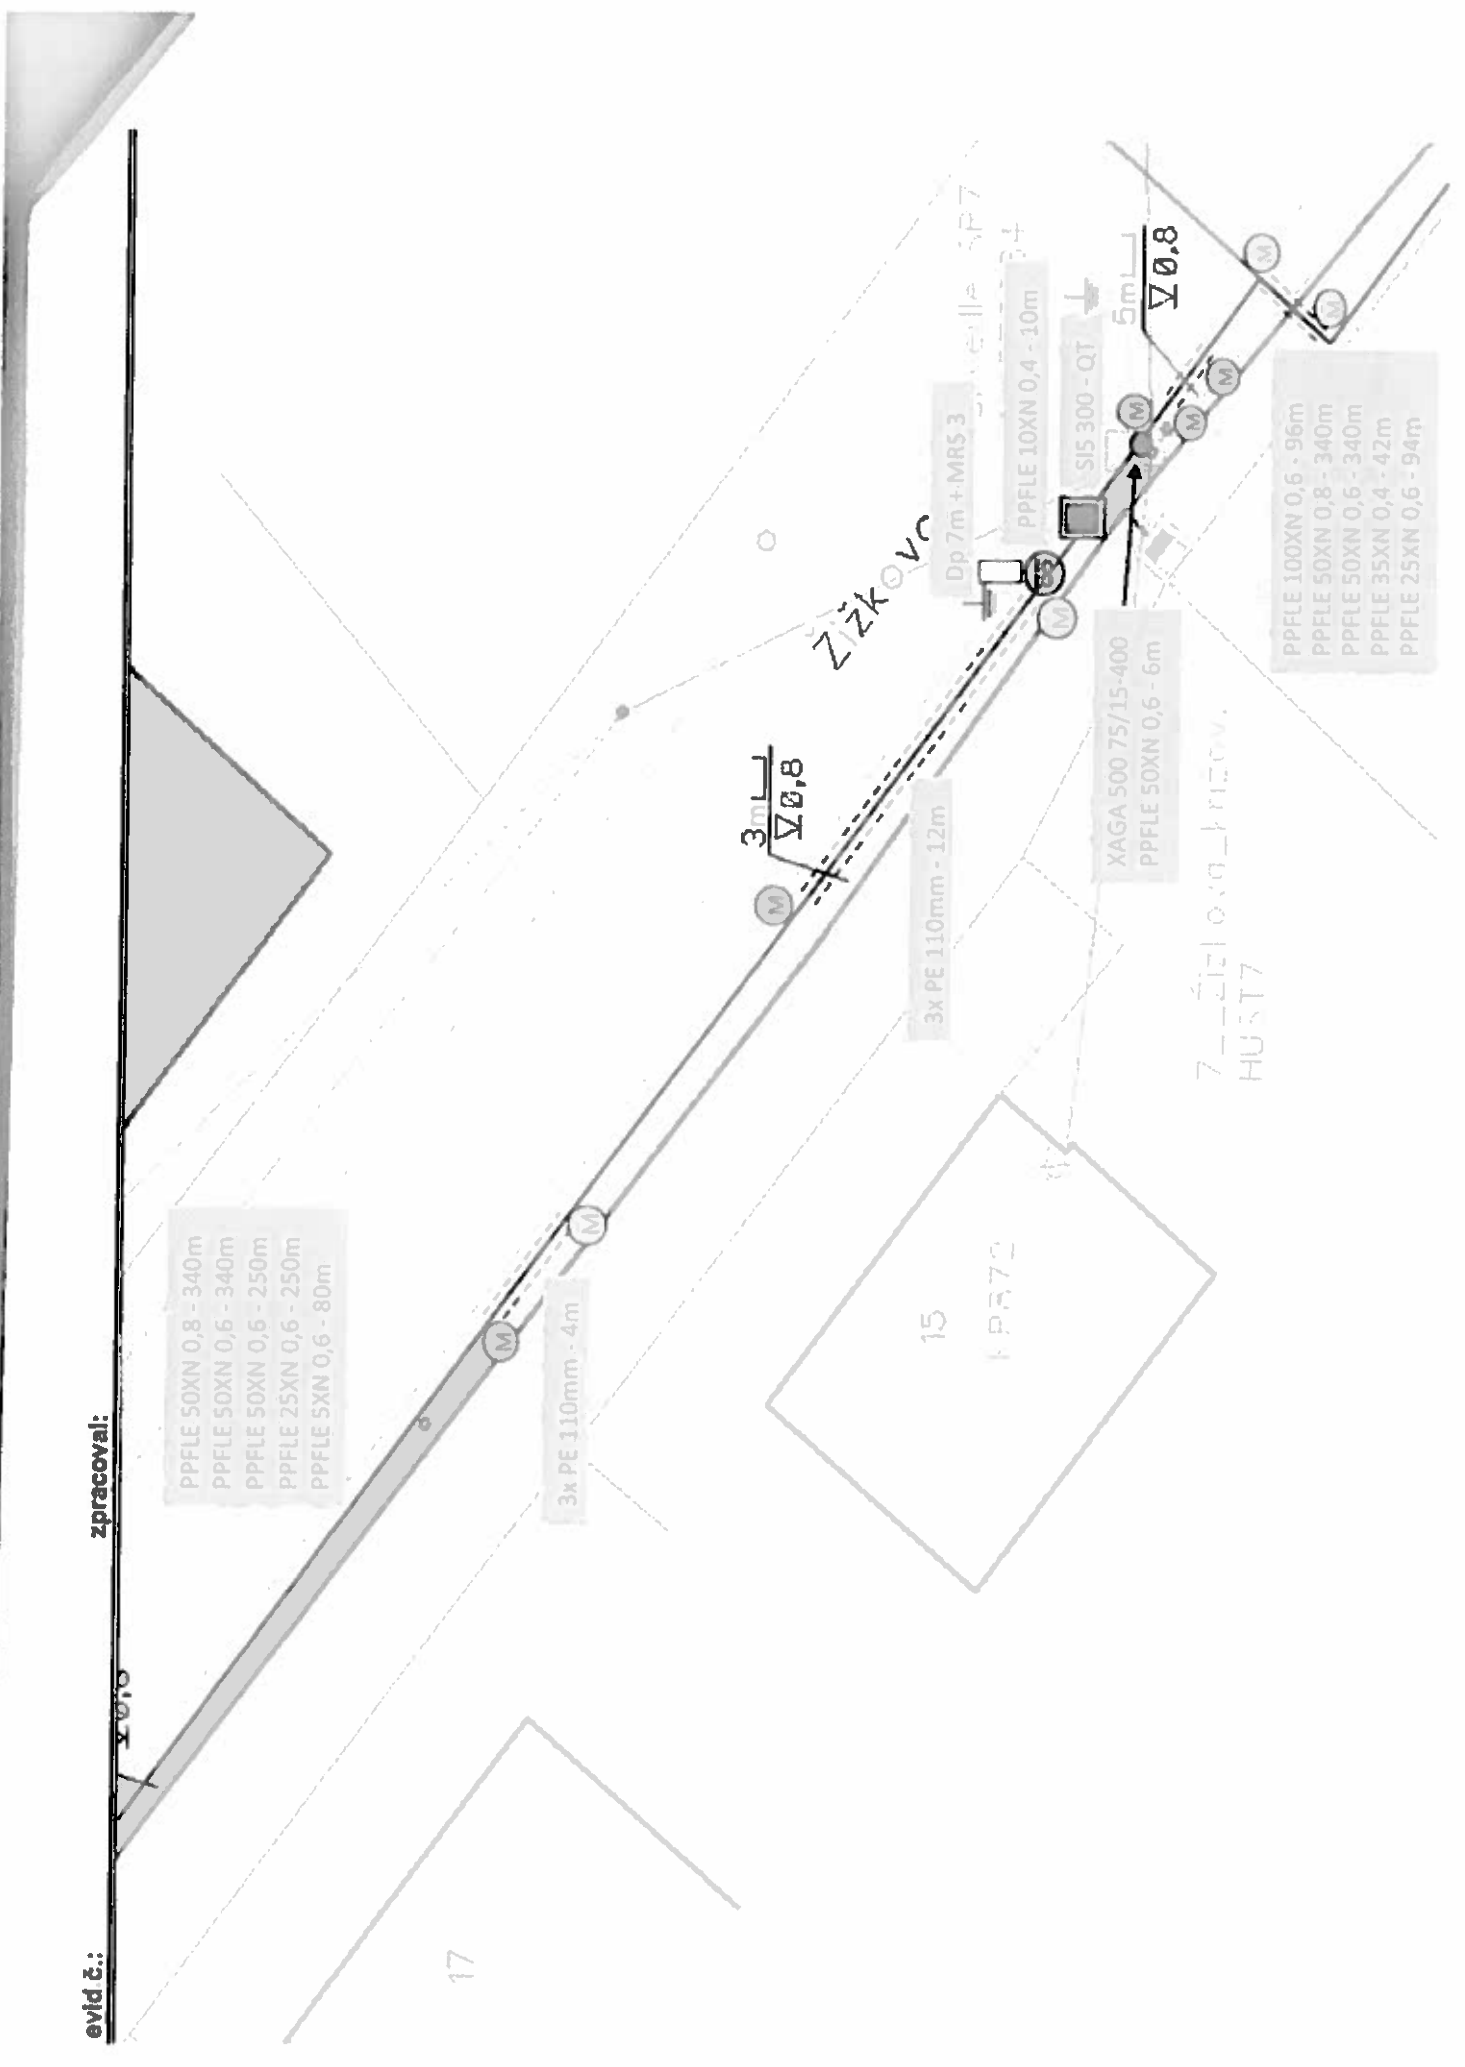 evid.č.:
zpracoval:
PPFLE 50XN 0,8 - 340m
PPFLE 50XN 0,6 - 340m
PPFLE 50XN 0,6 - 250m
PPFLE 25XN 0,6 - 250m
PPFLE 5XN 0,6 - 80m
M
M
3x PE 110mm - 4m
17
15
M
3m
V 0,8
3x PE 110mm - 12m
Žižkovo
Dp 7m + MRS 3
PPFLE 10XN 0,4 - 10m
SIS 300 - QT
5m
V 0,8
M
M
M
M
M
M
XAGA 500 75/15-400
PPFLE 50XN 0,6 - 6m
PPFLE 100XN 0,6 - 96m
PPFLE 50XN 0,8 - 340m
PPFLE 50XN 0,6 - 340m
PPFLE 35XN 0,4 - 42m
PPFLE 25XN 0,6 - 94m